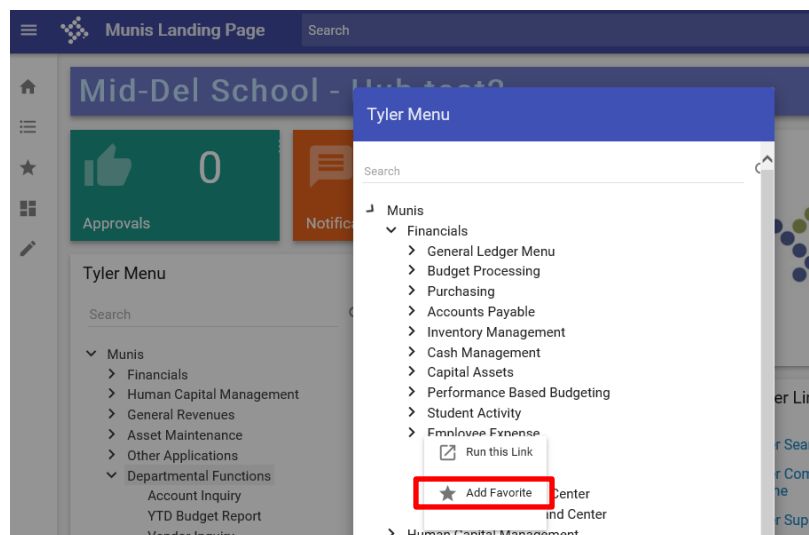 Munis Landing Page
Search
Mid-Del School -
Tyler Menu
Search
0
Approvals
Munis
Financials
General Ledger Menu
Budget Processing
Purchasing
Accounts Payable
Inventory Management
Cash Management
Capital Assets
Performance Based Budgeting
Student Activity
Employee Expense
Run this Link
Add Favorite
Center
nd Center
Human Capital Management
Tyler Menu
Search
Munis
Financials
Human Capital Management
General Revenues
Asset Maintenance
Other Applications
Departmental Functions
Account Inquiry
YTD Budget Report
Vendor Inquiry